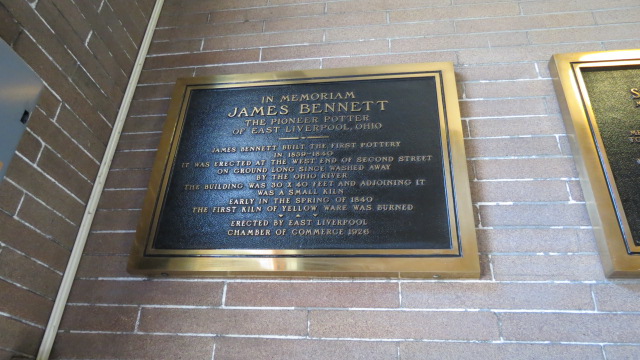 IN MEMORIAM
JAMES BENNETT
THE PIONEER POTTER
OF EAST LIVERPOOL, OHIO
JAMES BENNETT BUILT THE FIRST POTTERY
IN 1839-1840
IT WAS ERECTED AT THE WEST END OF SECOND STREET
ON GROUND LONG SINCE WASHED AWAY
BY THE OHIO RIVER
THE BUILDING WAS 30 X 40 FEET AND ADJOINING IT
WAS A SMALL KILN
EARLY IN THE SPRING OF 1840
THE FIRST KILN OF YELLOW WARE WAS BURNED
ERECTED BY EAST LIVERPOOL
CHAMBER OF COMMERCE 1926